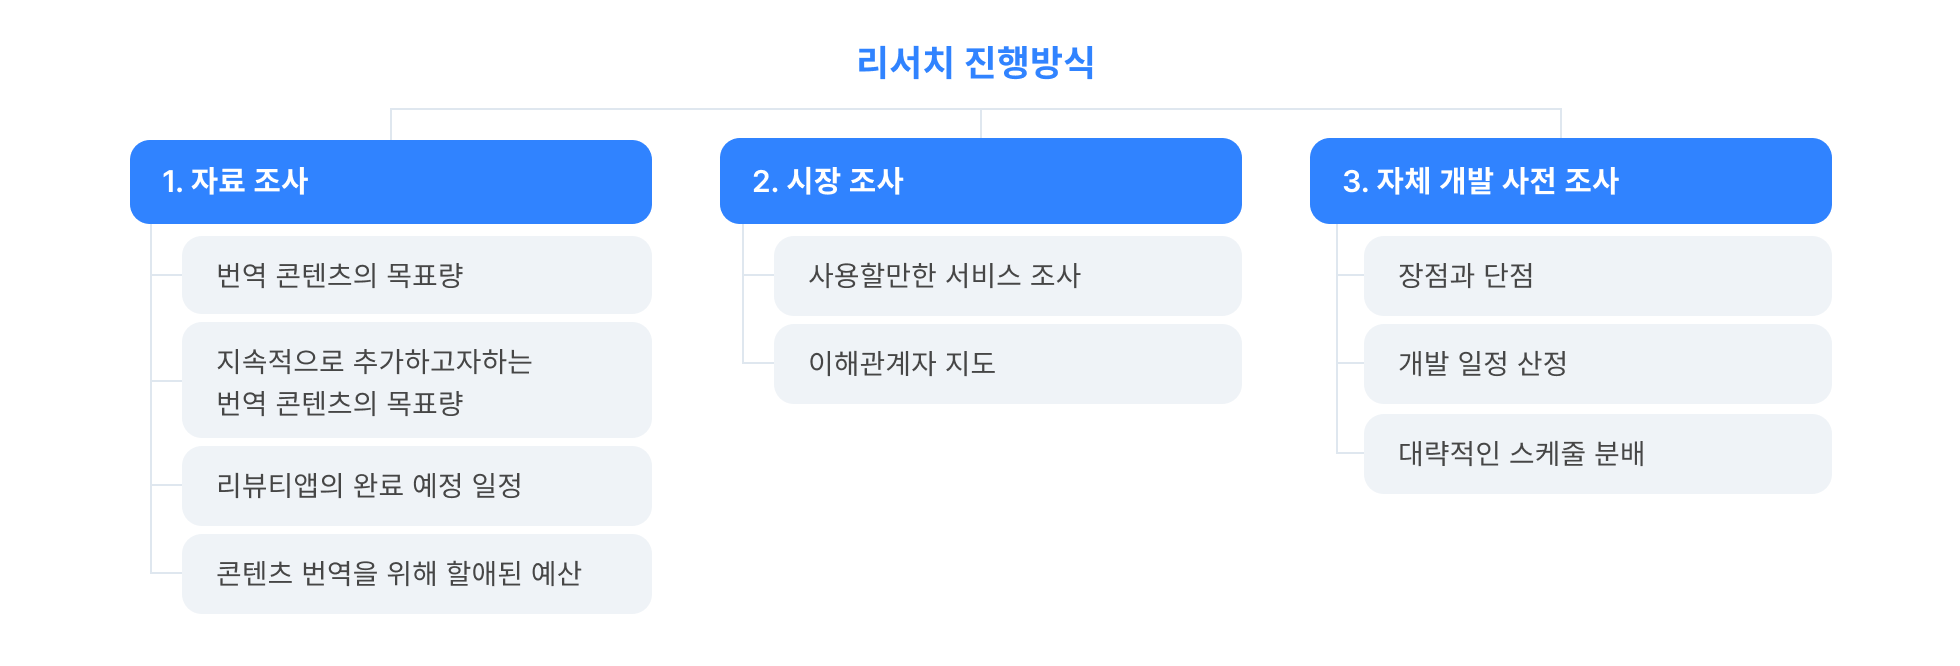 리서치 진행방식
1. 자료 조사
번역 콘텐츠의 목표량
지속적으로 추가하고자하는
번역 콘텐츠의 목표량
리뷰티앱의 완료 예정 일정
콘텐츠 번역을 위해 할애된 예산
2. 시장 조사
사용할만한 서비스 조사
이해관계자 지도
3. 자체 개발 사전 조사
장점과 단점
개발 일정 산정
대략적인 스케줄 분배